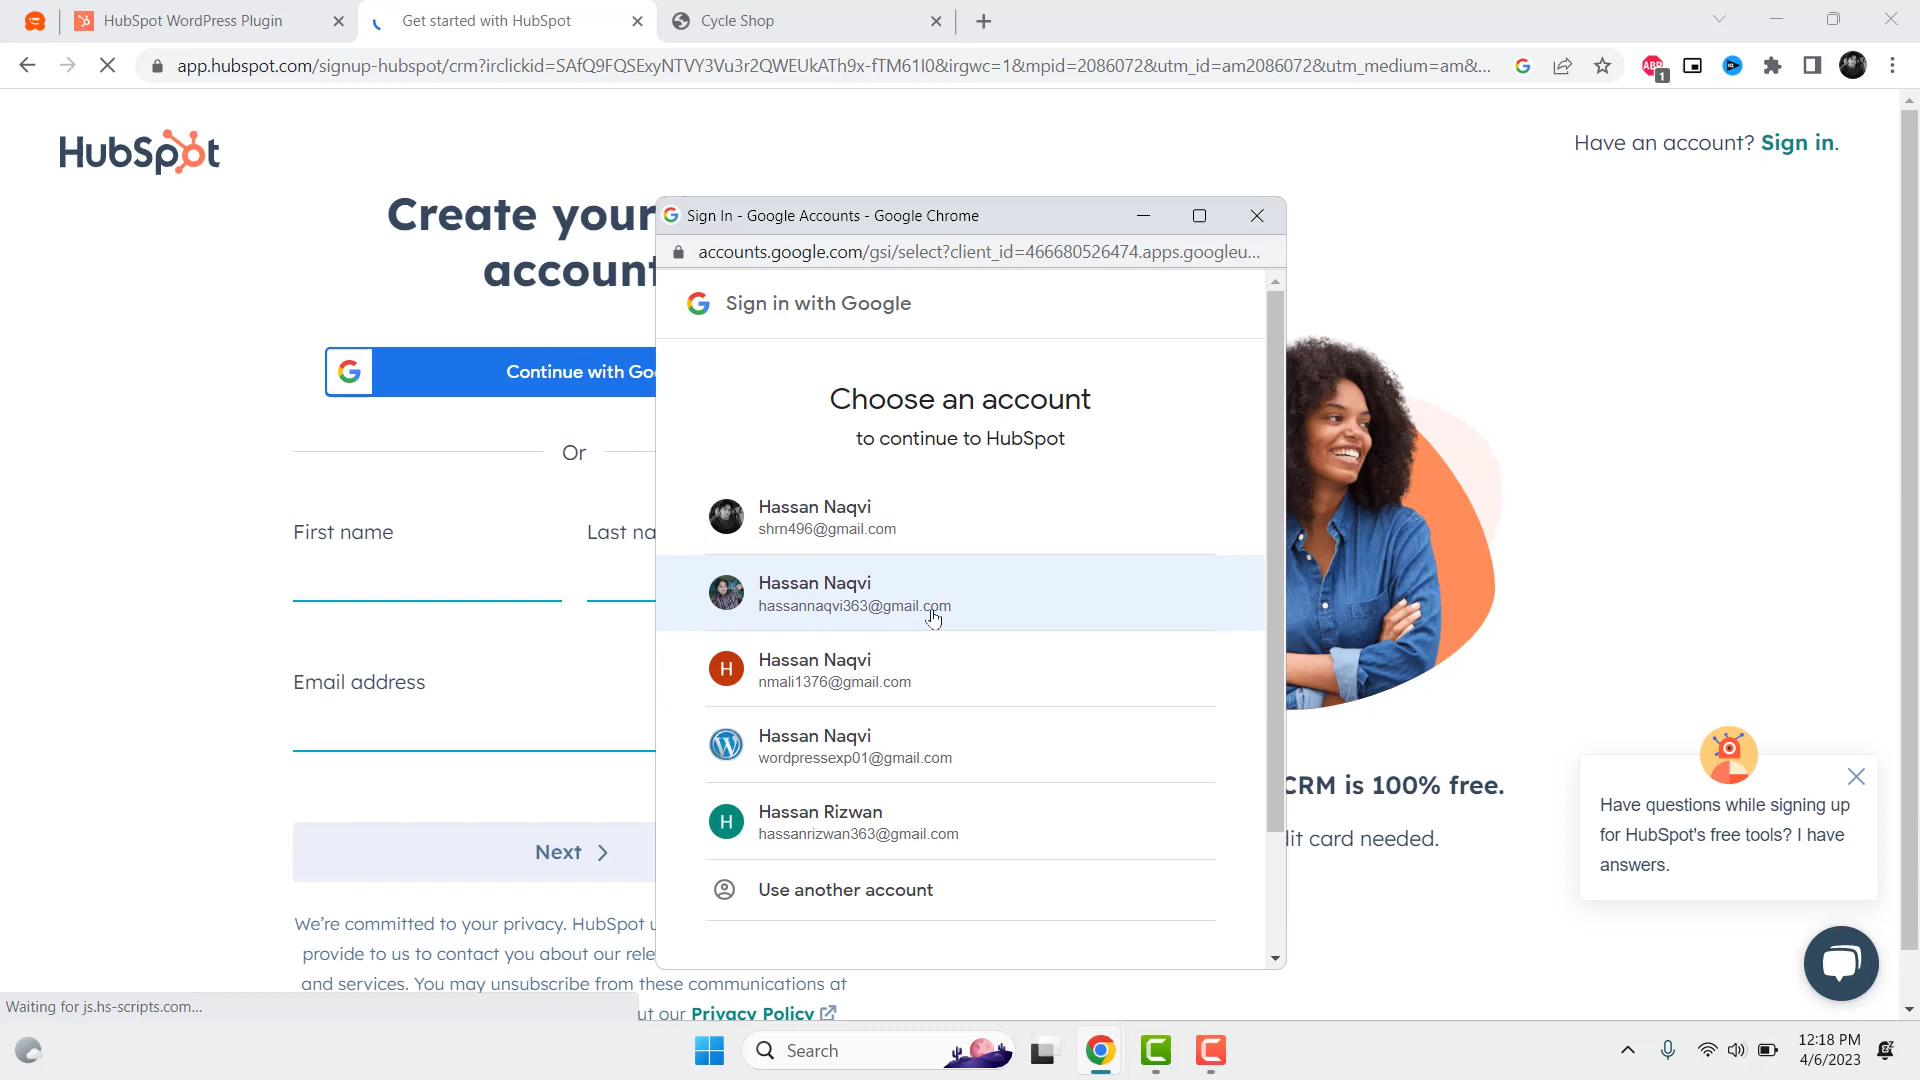 HubSpot WordPress Plugin
Get started with HubSpot
Cycle Shop
app.hubspot.com/signup-hubspot/crm?irclickid=SAfQ9FQSExyNTVY3Vu3r2QWEUkATh9x-fTM61I0&irgwc=1&mpid=2086072&utm_id=am2086072&utm_medium=am&...
ABP
1
HubSpot
Have an account? Sign in.
Create your
account
Continue with Goo
Or
First name
Last na
Email address
Next
We're committed to your privacy. HubSpot u
provide to us to contact you about our rele
and services. You may unsubscribe from these communications at
ut our Privacy Policy
Sign In - Google Accounts - Google Chrome
accounts.google.com/gsi/select?client_id=466680526474.apps.googleu...
Sign in with Google
Choose an account
to continue to HubSpot
Hassan Naqvi
shrn496@gmail.com
Hassan Naqvi
hassannaqvi363@gmail.com
H
Hassan Naqvi
nmali1376@gmail.com
Hassan Naqvi
wordpressexp01@gmail.com
H
Hassan Rizwan
hassanrizwan363@gmail.com
Use another account
CRM is 100% free.
dit card needed.
Have questions while signing up
for HubSpot's free tools? I have
answers.
Waiting for js.hs-scripts.com...
Search
12:18 PM
4/6/2023